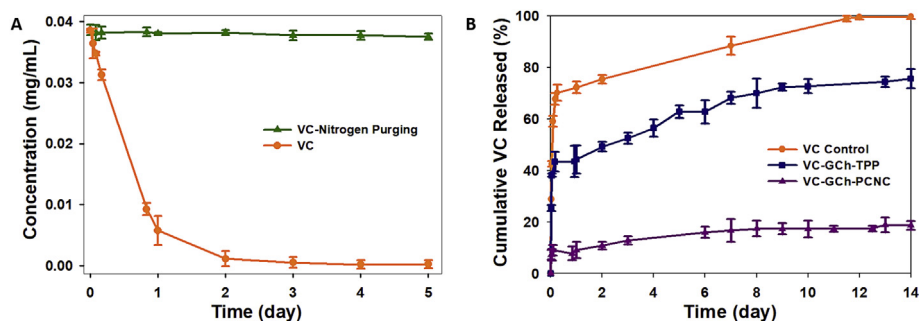 A
Concentration (mg/mL)
0.04
0.03
0.02
0.01
0.00
VC-Nitrogen Purging
VC
0 1 2 3 4 5
Time (day)
B
Cumulative VC Released (%)
100
80
60
40
20
0
VC Control
VC-GCh-TPP
VC-GCh-PCNC
0 2 4 6 8 10 12 14
Time (day)